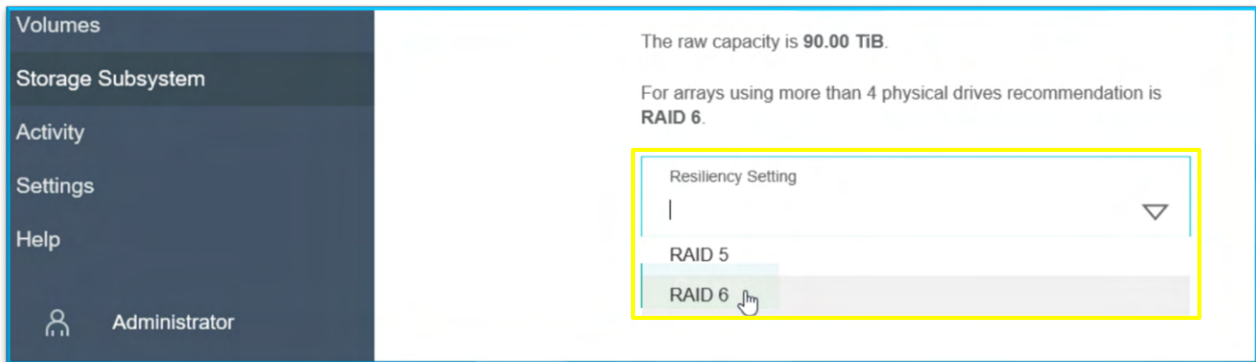 Volumes
Storage Subsystem
Activity
Settings
Help
Administrator
The raw capacity is 90.00 TiB.
For arrays using more than 4 physical drives recommendation is
RAID 6.
Resiliency Setting
RAID 5
RAID 6